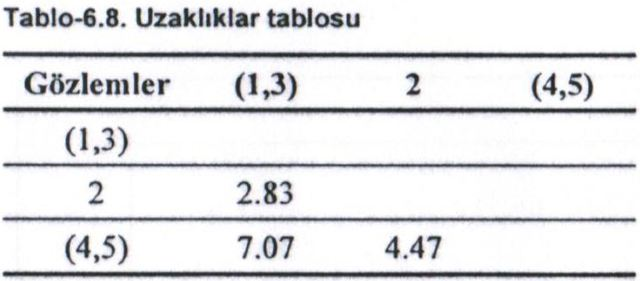 Tablo-6.8. Uzaklıklar tablosu
Gözlemler (1,3) 2 (4,5)
(1,3)
2 2.83
(4,5) 7.07 4.47